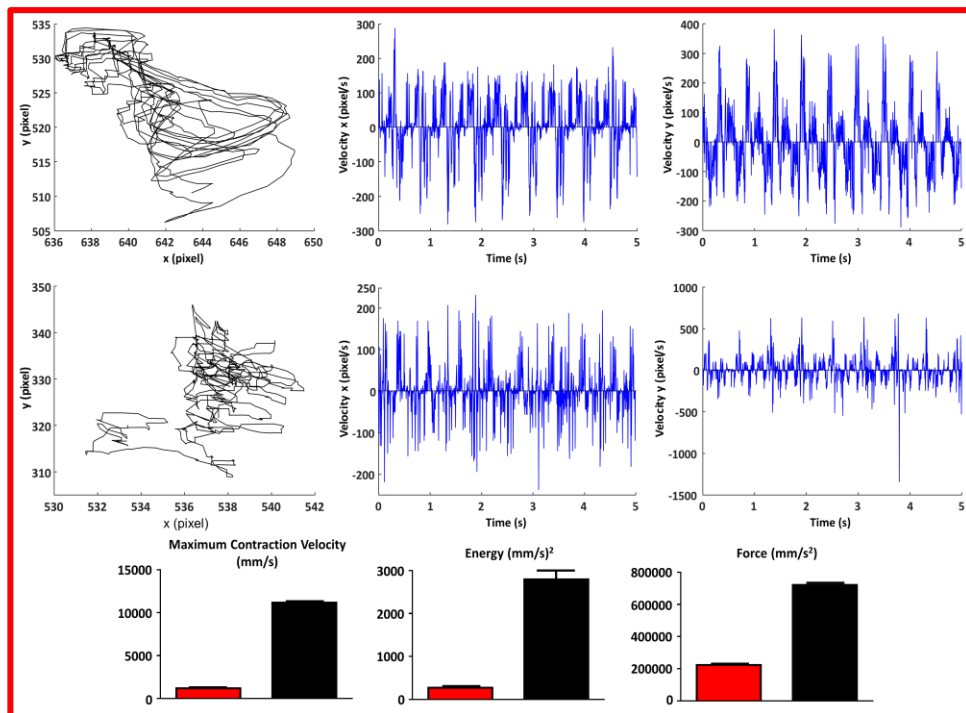 535
530
525
520
515
510
505
636 638 640 642 644 646 648 650
x (pixel)
y (pixel)
300
200
100
0
-100
-200
-300
0 1 2 3 4 5
Time (s)
Velocity x (pixel/s)
400
300
200
100
0
-100
-200
-300
0 1 2 3 4 5
Time (s)
Velocity x (pixel/s)
350
340
330
320
310
530 532 534 536 538 540 542
x (pixel)
y (pixel)
250
200
100
0
-100
-200
0 1 2 3 4 5
Time (s)
Velocity x (pixel/s)
1000
500
0
-500
-1000
-1500
0 1 2 3 4 5
Time (s)
Velocity y (pixel/s)
Maximum Contraction Velocity
(mm/s)
15000
10000
5000
0
Energy (mm/s)²
3000
2000
1000
0
Force (mm/s²)
800000
600000
400000
200000
0